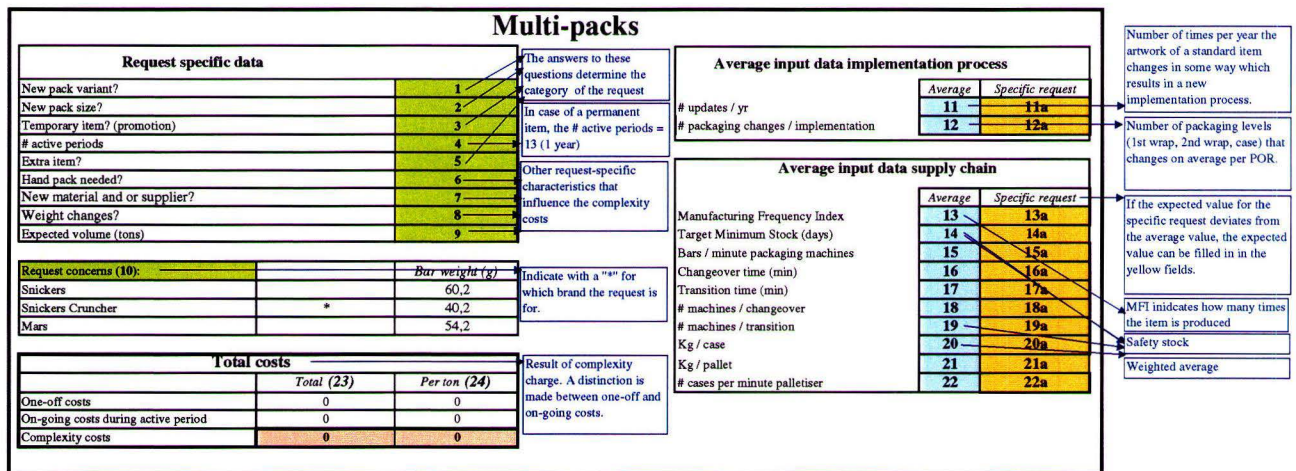 Multi-packs
Request specific data
New pack variant? 1
New pack size? 2
Temporary item? (promotion) 3
# active periods 4
Extra item? 5
Hand pack needed? 6
New material and or supplier? 7
Weight changes? 8
Expected volume (tons) 9
The answers to these
questions determine the
category of the request
In case of a permanent
item, the # active periods =
13 (1 year)
Other request-specific
characteristics that
influence the complexity
costs
Request concerns (10): Bar weight (g)
Snickers 60,2
Snickers Cruncher * 40,2
Mars 54,2
Indicate with a "*" for
which brand the request is
for.
Total costs
Total (23) Per ton (24)
One-off costs 0 0
On-going costs during active period 0 0
Complexity costs 0 0
Result of complexity
charge. A distinction is
made between one-off and
on-going costs.
Average input data implementation process
Average Specific request
# updates / yr 11 11a
# packaging changes / implementation 12 12a
Average input data supply chain
Average Specific request
Manufacturing Frequency Index 13 13a
Target Minimum Stock (days) 14 14a
Bars / minute packaging machines 15 15a
Changeover time (min) 16 16a
Transition time (min) 17 17a
# machines / changeover 18 18a
# machines / transition 19 19a
Kg / case 20 20a
Kg / pallet 21 21a
# cases per minute palletiser 22 22a
Number of times per year the
artwork of a standard item
changes in some way which
results in a new
implementation process.
Number of packaging levels
(1st wrap, 2nd wrap, case) that
changes on average per POR.
If the expected value for the
specific request deviates from
the average value, the expected
value can be filled in in the
yellow fields.
MFI inidcates how many times
the item is produced
Safety stock
Weighted average